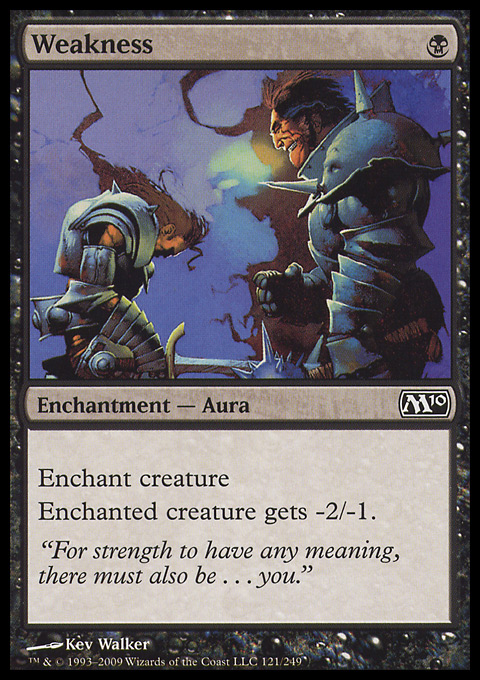 Weakness
Enchantment — Aura
M10
Enchant creature
Enchanted creature gets -2/-1.
“For strength to have any meaning,
there must also be . . . you.”
Kev Walker
™ & © 1993–2009 Wizards of the Coast LLC 121/249